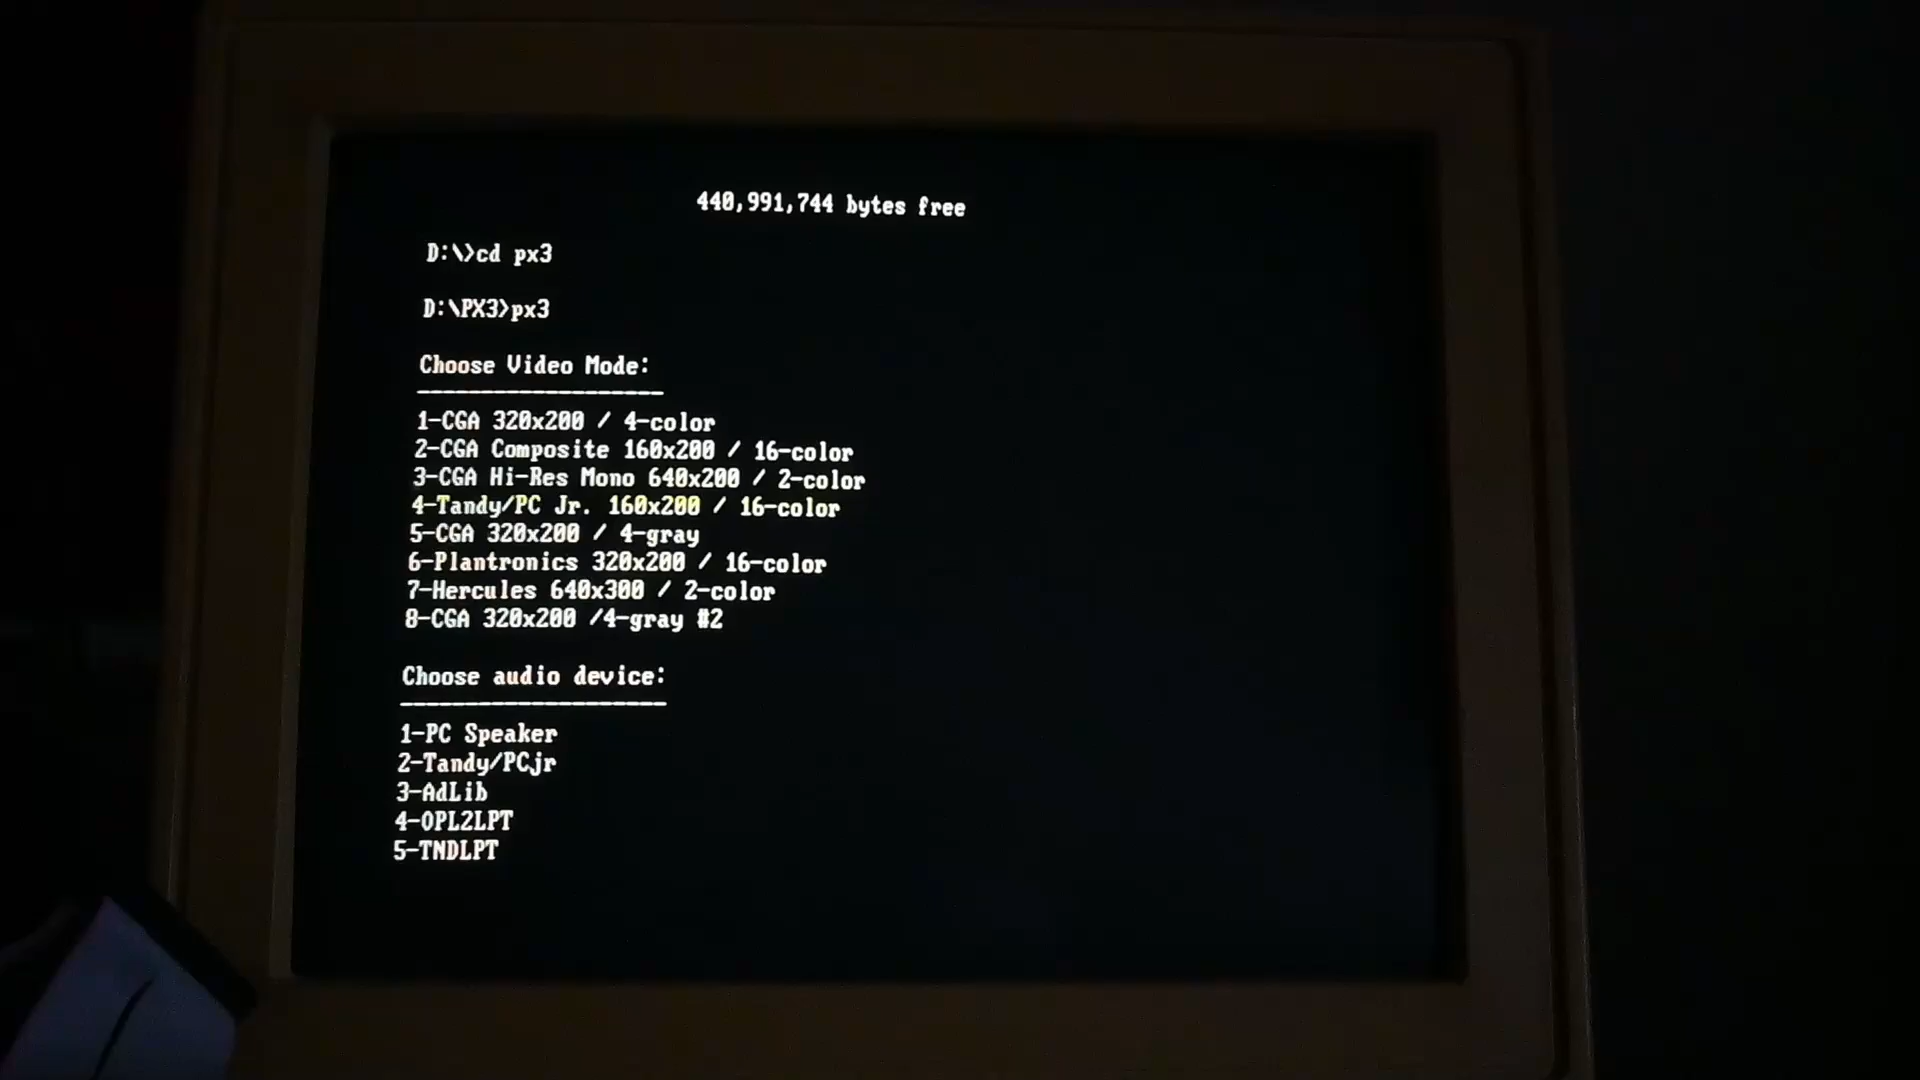 440,991,744 bytes free
D:\>cd px3
D:\PX3>px3
Choose Video Mode:
-------------------
1-CGA 320x200 / 4-color
2-CGA Composite 160x200 / 16-color
3-CGA Hi-Res Mono 640x200 / 2-color
4-Tandy/PC Jr. 160x200 / 16-color
5-CGA 320x200 / 4-gray
6-Plantronics 320x200 / 16-color
7-Hercules 640x300 / 2-color
8-CGA 320x200 /4-gray #2
Choose audio device:
--------------------
1-PC Speaker
2-Tandy/PCjr
3-AdLib
4-OPL2LPT
5-TNDLPT